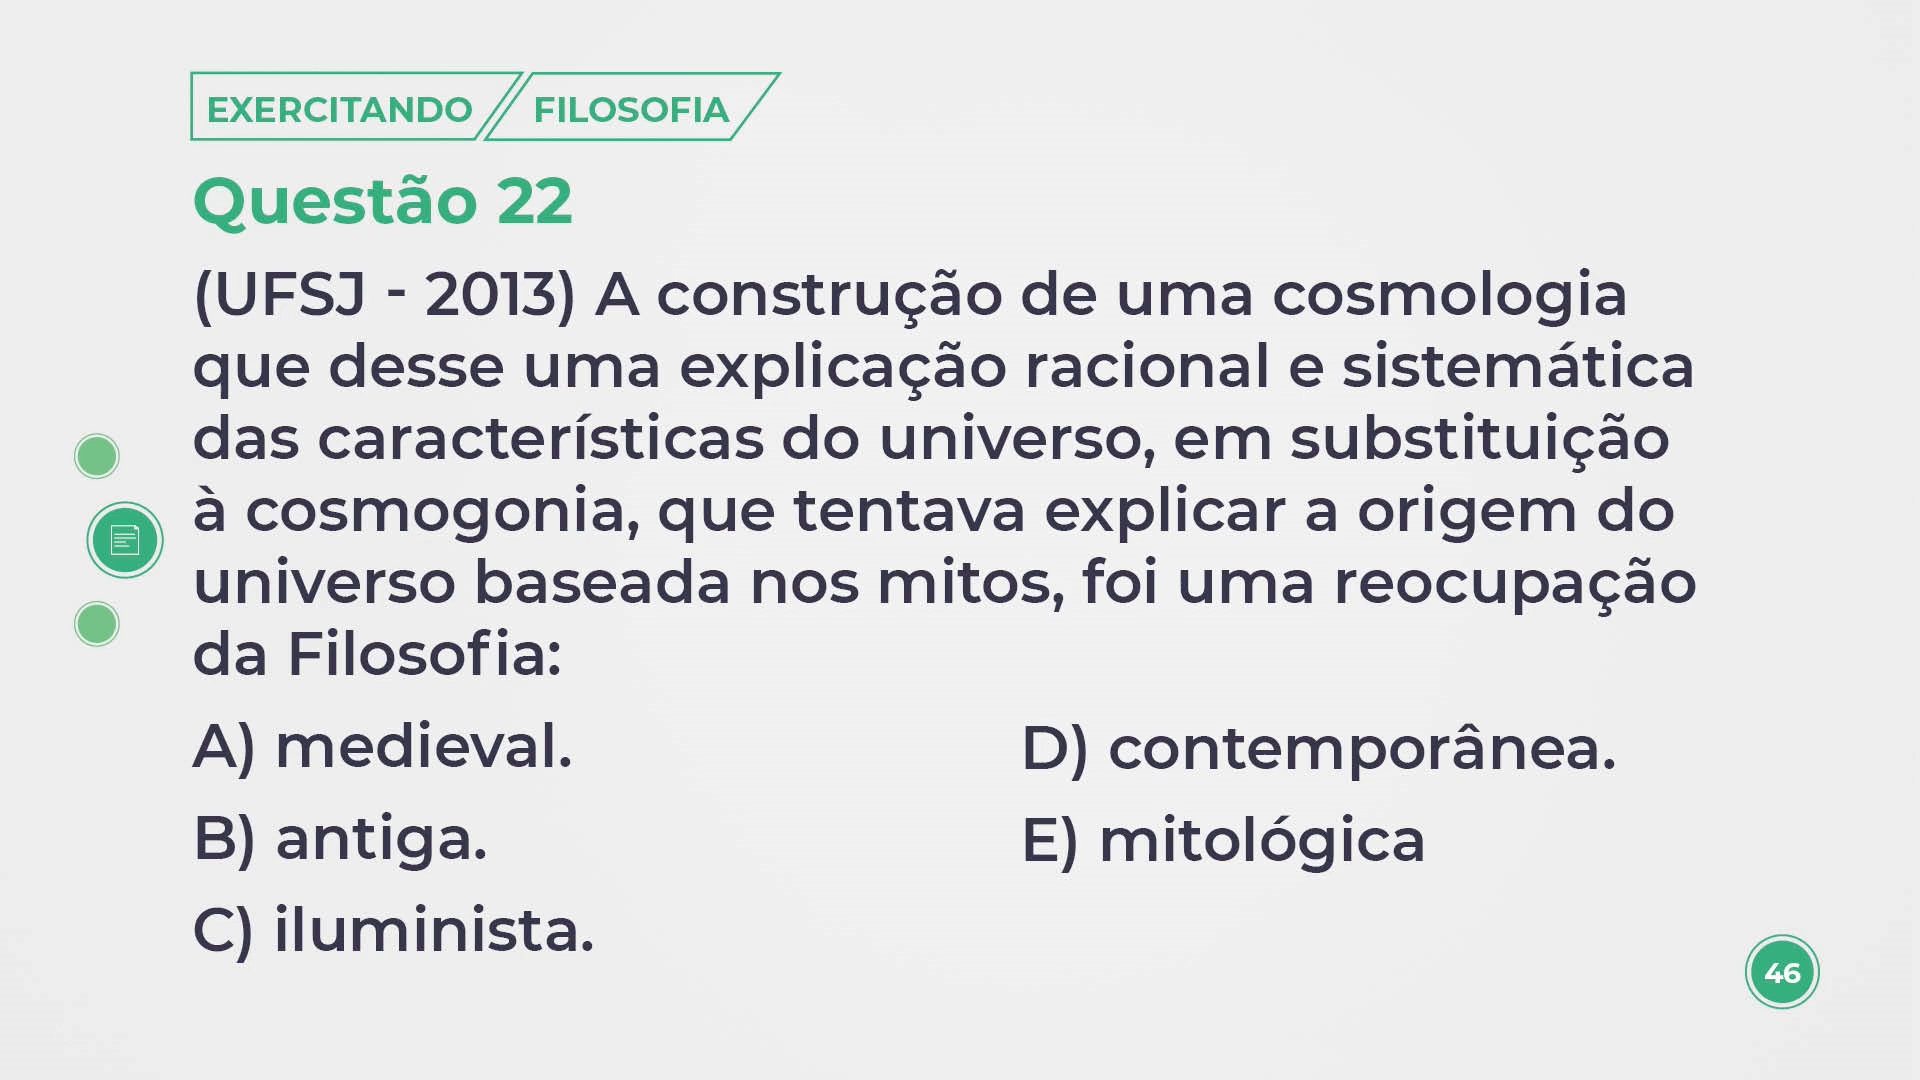 EXERCITANDO FILOSOFIA
Questão 22
(UFSJ - 2013) A construção de uma cosmologia
que desse uma explicação racional e sistemática
das características do universo, em substituição
à cosmogonia, que tentava explicar a origem do
universo baseada nos mitos, foi uma reocupação
da Filosofia:
A) medieval.
B) antiga.
C) iluminista.
D) contemporânea.
E) mitológica
46